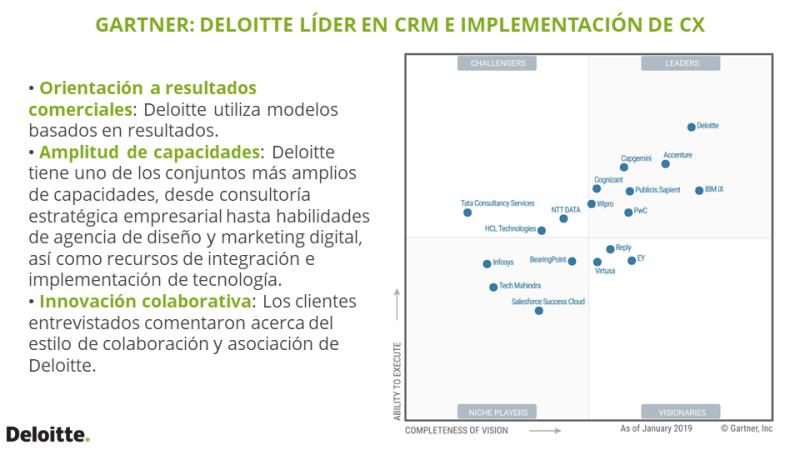 GARTNER: DELOITTE LÍDER EN CRM E IMPLEMENTACIÓN DE CX
• Orientación a resultados
comerciales: Deloitte utiliza modelos
basados en resultados.
• Amplitud de capacidades: Deloitte
tiene uno de los conjuntos más amplios
de capacidades, desde consultoría
estratégica empresarial hasta habilidades
de agencia de diseño y marketing digital,
así como recursos de integración e
implementación de tecnología.
• Innovación colaborativa: Los clientes
entrevistados comentaron acerca del
estilo de colaboración y asociación de
Deloitte.
Deloitte.
CHALLENGERS
LEADERS
Deloitte
Capgemini
Accenture
Cognizant
Publicis.Sapient
IBM iX
Tata Consultancy Services
Wipro
NTT DATA
PwC
HCL Technologies
Reply
Infosys
BearingPoint
EY
Virtusa
Tech Mahindra
Salesforce Success Cloud
ABILITY TO EXECUTE
NICHE PLAYERS
VISIONARIES
COMPLETENESS OF VISION
As of January 2019
© Gartner, Inc